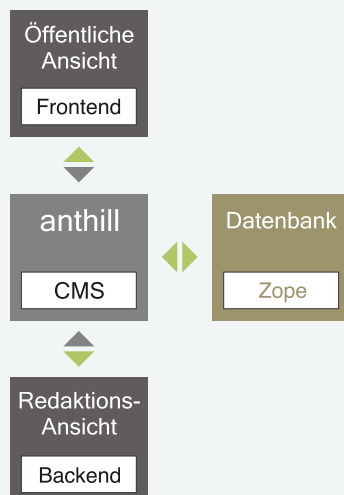 Öffentliche
Ansicht
Frontend
anthill
CMS
Datenbank
Zope
Redaktions-
Ansicht
Backend